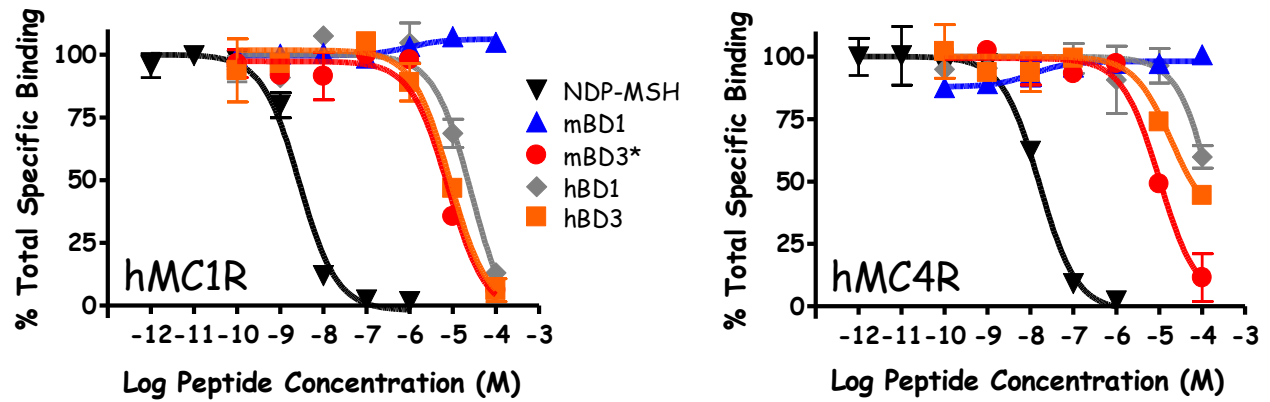 % Total Specific Binding
100
75
50
25
0
hMC1R
-12 -11 -10 -9 -8 -7 -6 -5 -4 -3
Log Peptide Concentration (M)
NDP-MSH
mBD1
mBD3*
hBD1
hBD3
% Total Specific Binding
100
75
50
25
0
hMC4R
-12 -11 -10 -9 -8 -7 -6 -5 -4 -3
Log Peptide Concentration (M)